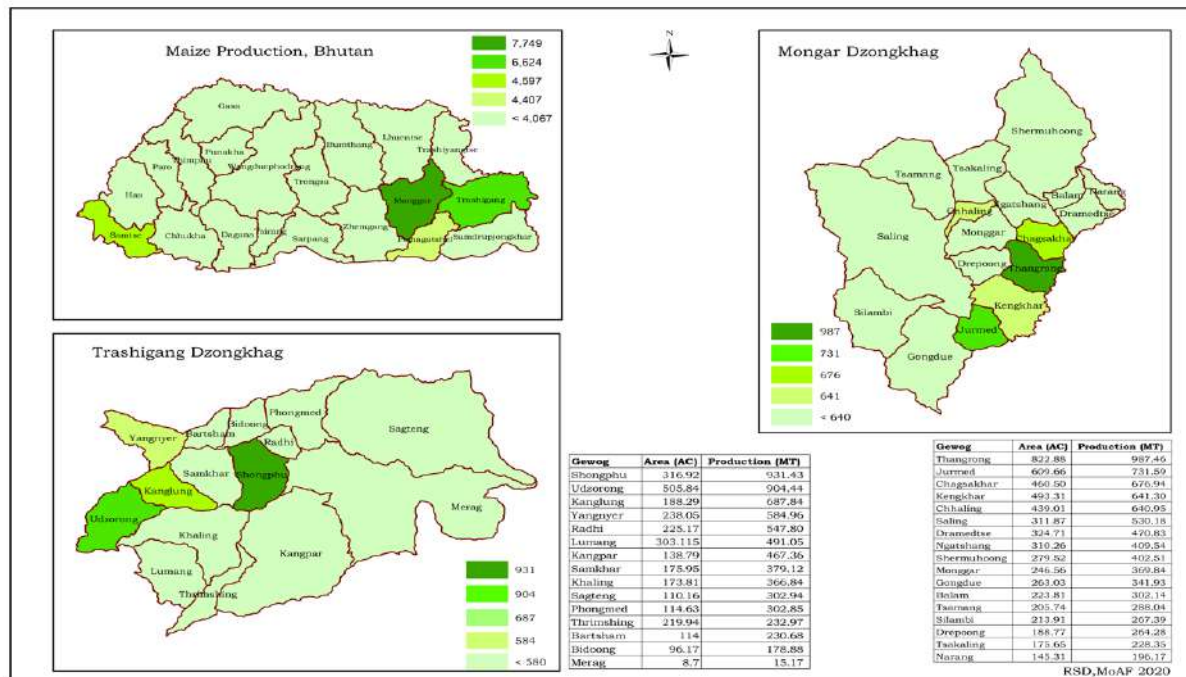 Maize Production, Bhutan
7,749
6,624
4,597
4,407
< 4,067
Gasa
Lhuentse
Trashiyangtse
Bumthang
Punakha
Thimphu
Wangduephodrang
Paro
Trongsa
Haa
Monggar
Trashigang
Samtse
Chhukha
Dagana
Tsirang
Sarpang
Zhemgang
Pemagatshel
Samdrupjongkhar
Mongar Dzongkhag
Shermuhoong
Tsakaling
Tsamang
Narang
Balam
Ngatshang
Dramedtse
Chhaling
Monggar
Chagsakhar
Saling
Drepoong
Thangrong
Kengkhar
Silambi
Jurmed
Gongdue
987
731
676
641
< 640
Trashigang Dzongkhag
Phongmed
Bidoong
Sagteng
Yangnyer
Bartsham
Radhi
Samkhar
Shongphu
Kanglung
Merag
Udzorong
Khaling
Kangpar
Lumang
Thrimshing
931
904
687
584
< 580
Gewog Area (AC) Production (MT)
Shongphu 316.92 931.43
Udzorong 505.84 904.44
Kanglung 188.29 687.84
Yangnyer 238.05 584.96
Radhi 225.17 547.80
Lumang 303.115 491.05
Kangpar 138.79 467.36
Samkhar 175.95 379.12
Khaling 173.81 366.84
Sagteng 110.16 302.94
Phongmed 114.63 302.85
Thrimshing 219.94 232.97
Bartsham 114 230.68
Bidoong 96.17 178.88
Merag 8.7 15.17
Gewog Area (AC) Production (MT)
Thangrong 822.88 987.46
Jurmed 609.66 731.59
Chagsakhar 460.50 676.94
Kengkhar 493.31 641.30
Chhaling 439.01 640.95
Saling 311.87 530.18
Dramedtse 324.71 470.83
Ngatshang 310.26 409.54
Shermuhoong 279.52 402.51
Monggar 246.56 369.84
Gongdue 263.03 341.93
Balam 223.81 302.14
Tsamang 205.74 288.04
Silambi 213.91 267.39
Drepoong 188.77 264.28
Tsakaling 175.65 228.35
Narang 145.31 196.17
RSD,MoAF 2020